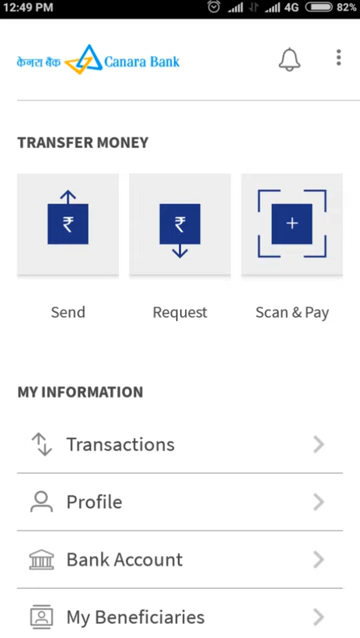 12:49 PM 4G 82%
केनरा बैंक Canara Bank
TRANSFER MONEY
₹ ₹ +
Send Request Scan & Pay
MY INFORMATION
Transactions
Profile
Bank Account
My Beneficiaries